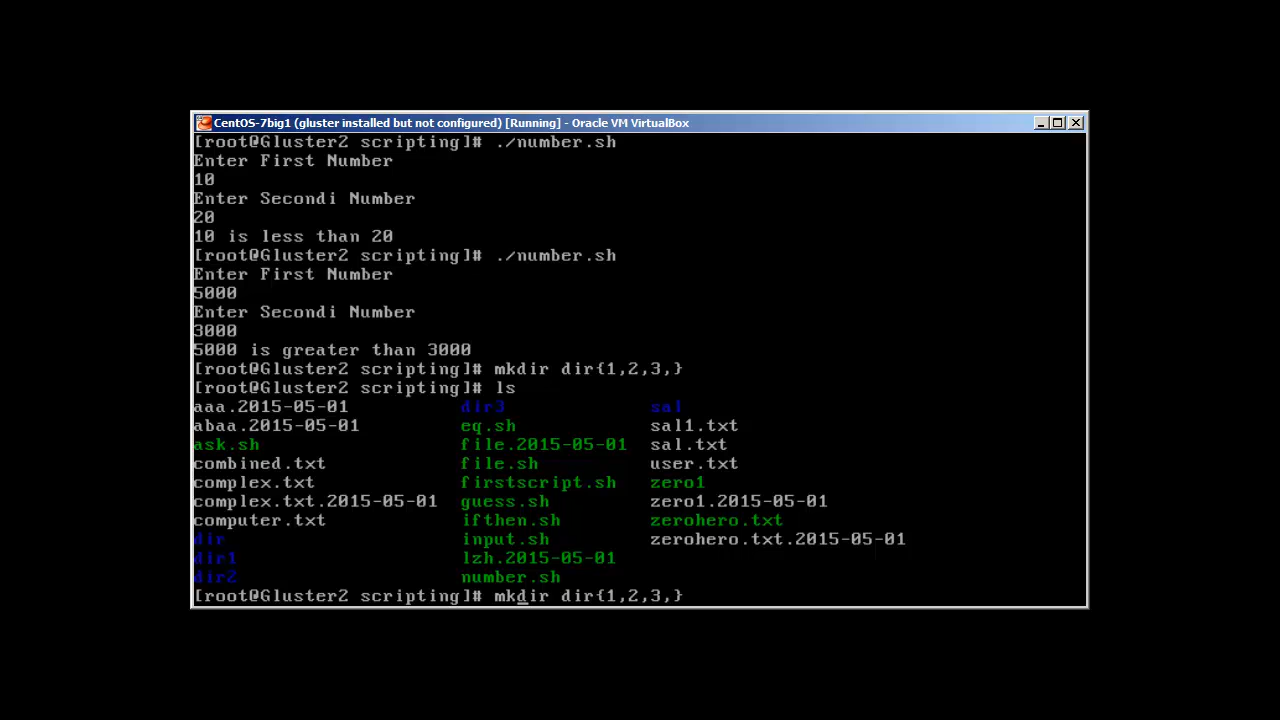 CentOS-7big1 (gluster installed but not configured) [Running] - Oracle VM VirtualBox
[root@Gluster2 scripting]# ./number.sh
Enter First Number
10
Enter Secondi Number
20
10 is less than 20
[root@Gluster2 scripting]# ./number.sh
Enter First Number
5000
Enter Secondi Number
3000
5000 is greater than 3000
[root@Gluster2 scripting]# mkdir dir{1,2,3,}
[root@Gluster2 scripting]# ls
aaa.2015-05-01 dir3 sal
abaa.2015-05-01 eq.sh sal1.txt
ask.sh file.2015-05-01 sal.txt
combined.txt file.sh user.txt
complex.txt firstscript.sh zero1
complex.txt.2015-05-01 guess.sh zero1.2015-05-01
computer.txt ifthen.sh zerohero.txt
dir input.sh zerohero.txt.2015-05-01
dir1 lzh.2015-05-01
dir2 number.sh
[root@Gluster2 scripting]# mkdir dir{1,2,3,}